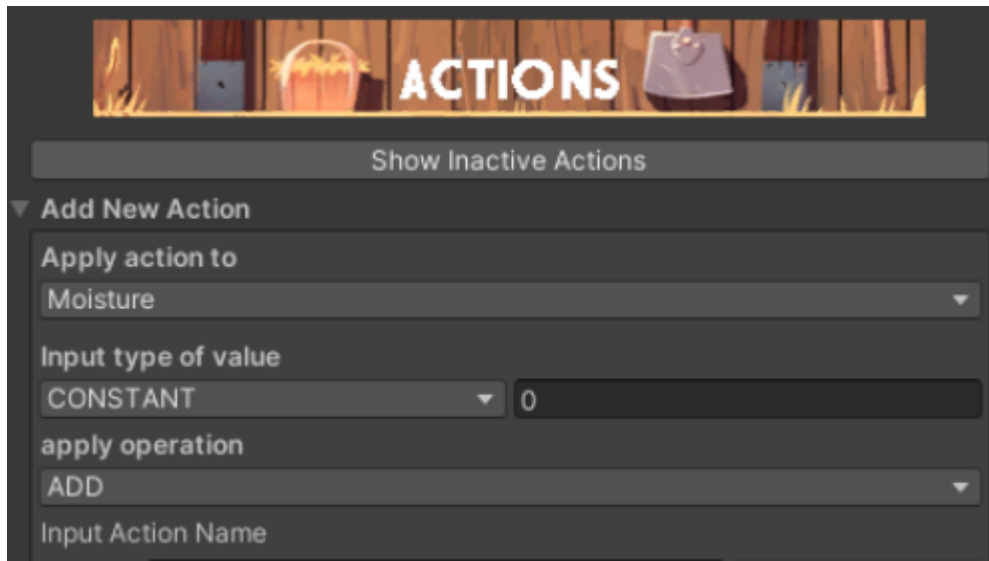 ACTIONS
Show Inactive Actions
Add New Action
Apply action to
Moisture
Input type of value
CONSTANT 0
apply operation
ADD
Input Action Name